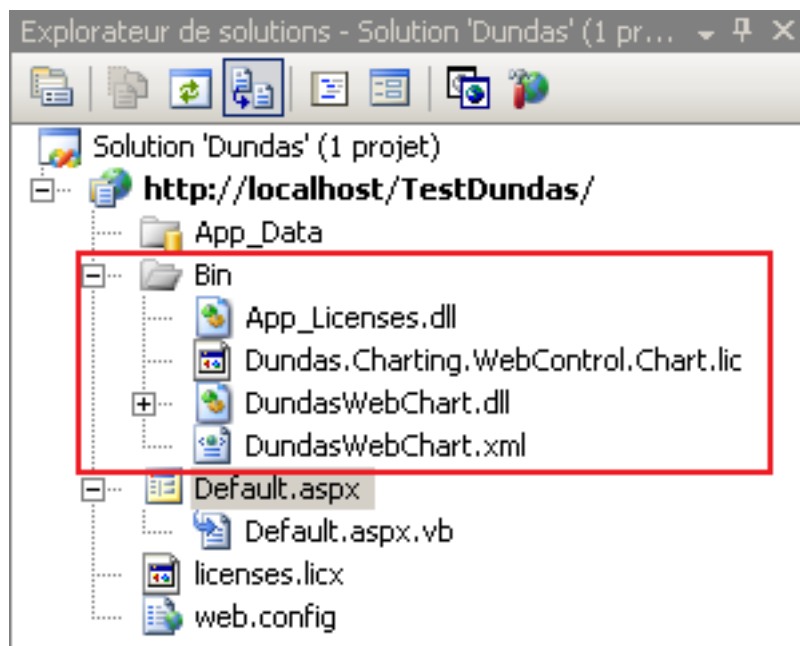 Explorateur de solutions - Solution 'Dundas' (1 pr...
Solution 'Dundas' (1 projet)
http://localhost/TestDundas/
App_Data
Bin
App_Licenses.dll
Dundas.Charting.WebControl.Chart.lic
DundasWebChart.dll
DundasWebChart.xml
Default.aspx
Default.aspx.vb
licenses.licx
web.config